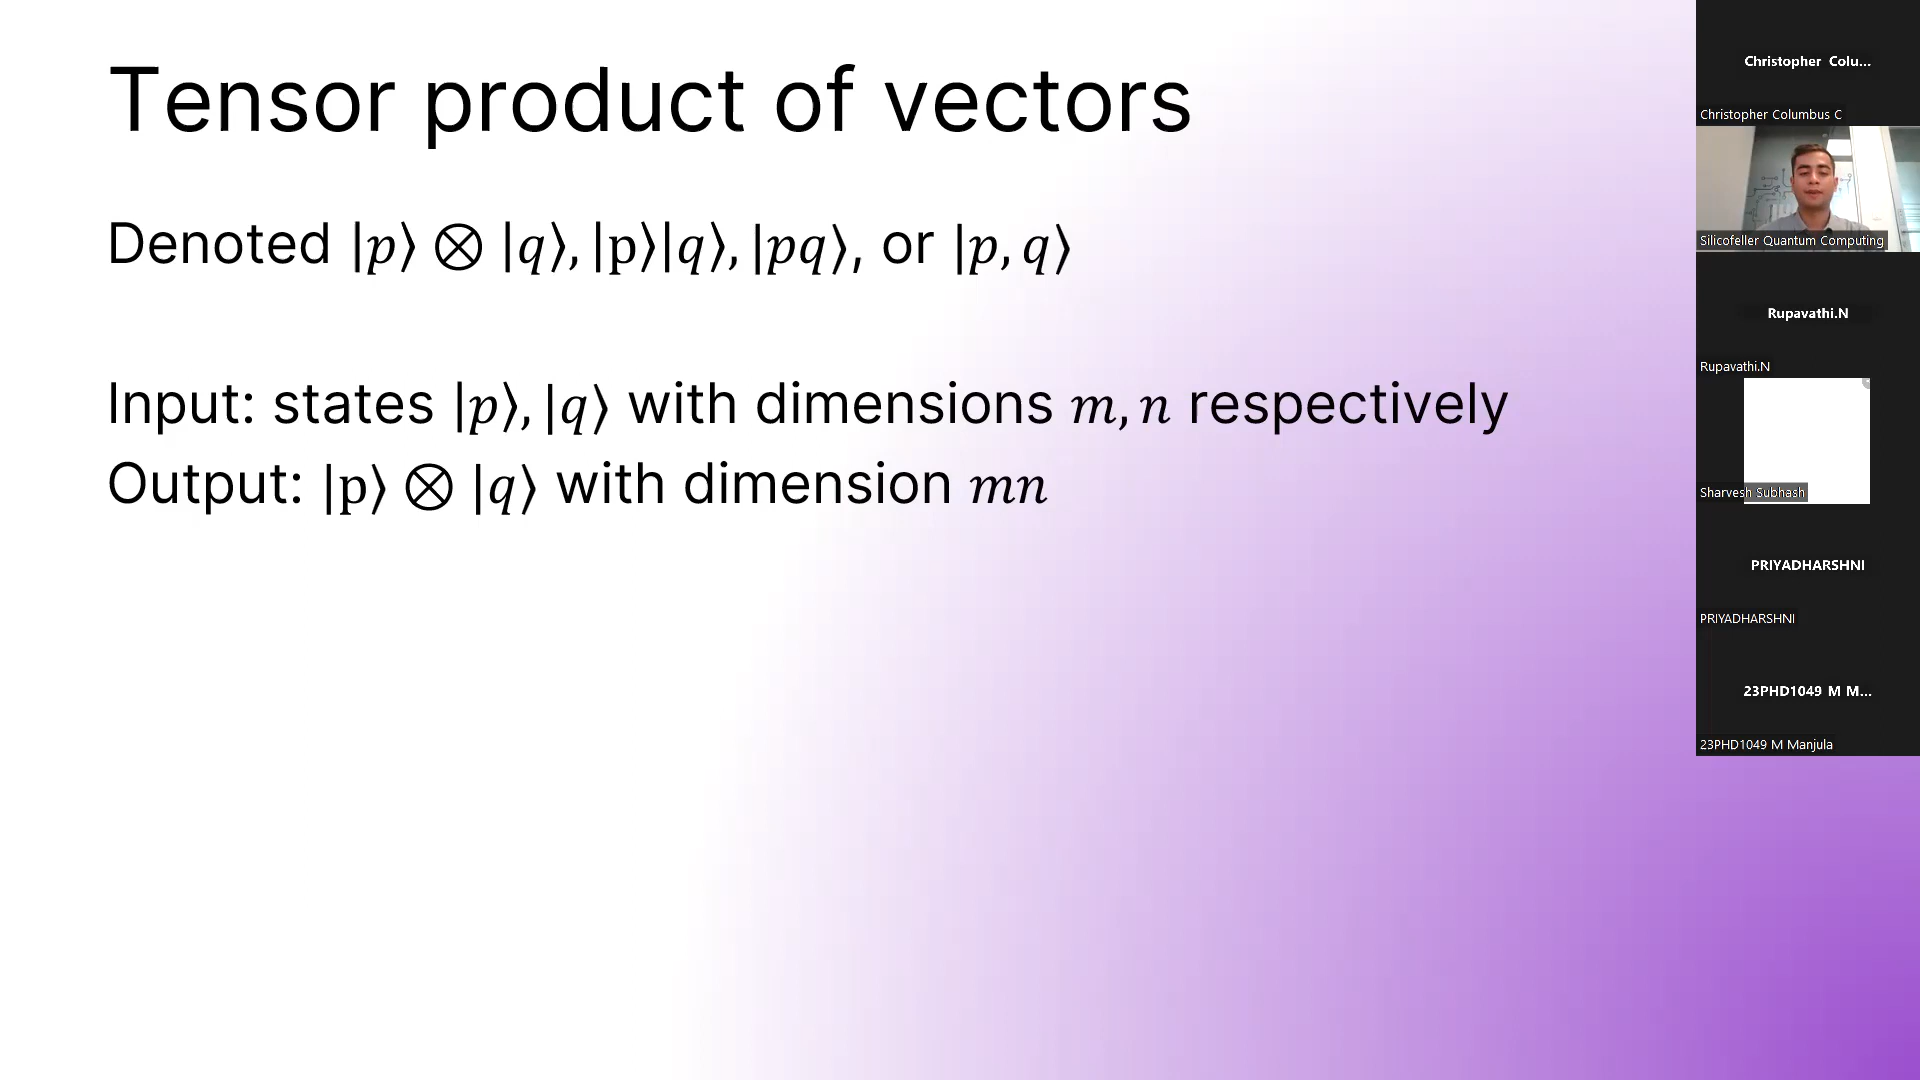 Tensor product of vectors
Denoted |p⟩ ⊗ |q⟩, |p⟩|q⟩, |pq⟩, or |p, q⟩
Input: states |p⟩, |q⟩ with dimensions m, n respectively
Output: |p⟩ ⊗ |q⟩ with dimension mn
Christopher Colu...
Christopher Columbus C
Silicofeller Quantum Computing
Rupavathi.N
Rupavathi.N
Sharvesh Subhash
PRIYADHARSHNI
PRIYADHARSHNI
23PHD1049 M M...
23PHD1049 M Manjula